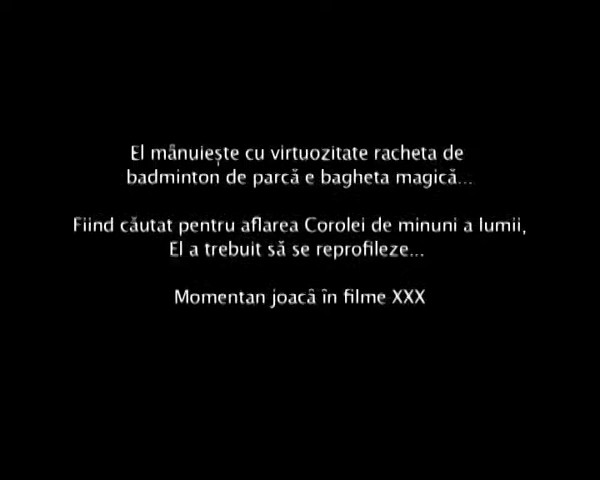 El mânuiește cu virtuozitate racheta de
badminton de parcă e bagheta magică...
Fiind căutat pentru aflarea Corolei de minuni a lumii,
El a trebuit să se reprofileze...
Momentan joacă în filme XXX